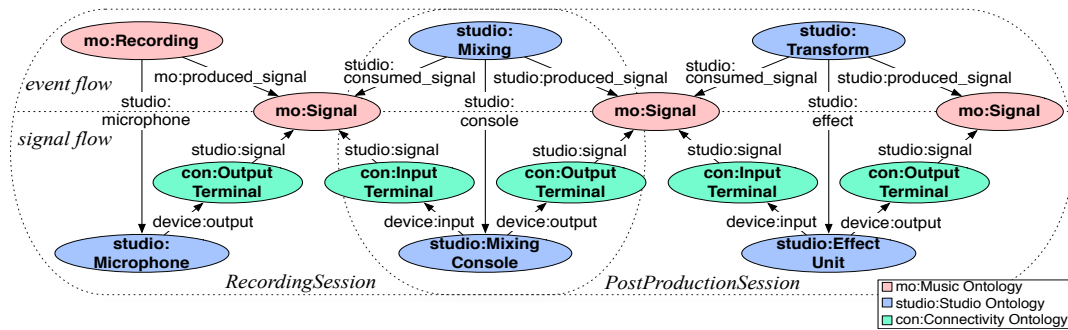 mo:Recording
studio:
Mixing
studio:
Transform
mo:produced_signal
studio:
consumed_signal
studio:produced_signal
studio:
consumed_signal
studio:produced_signal
event flow
studio:
microphone
mo:Signal
studio:
console
mo:Signal
studio:
effect
mo:Signal
signal flow
studio:signal
studio:signal
studio:signal
studio:signal
studio:signal
con:Output
Terminal
con:Input
Terminal
con:Output
Terminal
con:Input
Terminal
con:Output
Terminal
device:output
device:input
device:output
device:input
device:output
studio:
Microphone
studio:Mixing
Console
studio:Effect
Unit
RecordingSession
PostProductionSession
mo:Music Ontology
studio:Studio Ontology
con:Connectivity Ontology